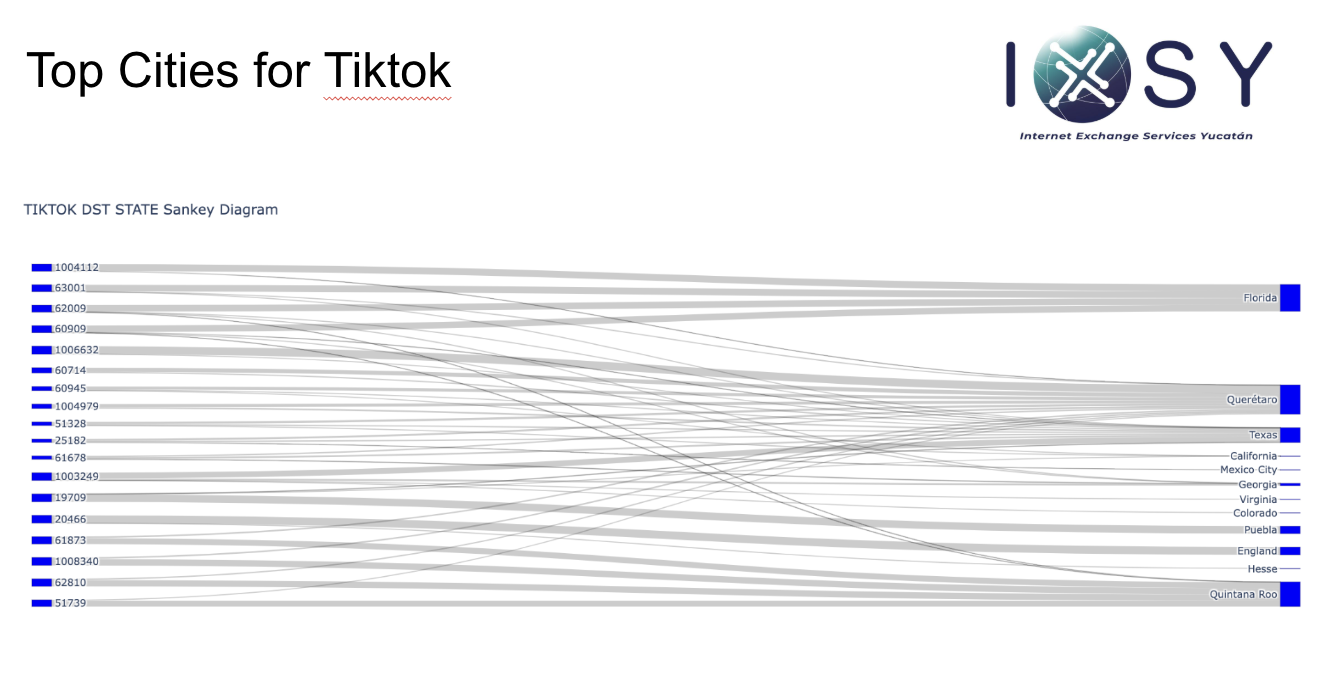 Top Cities for Tiktok
IXSY
Internet Exchange Services Yucatán
TIKTOK DST STATE Sankey Diagram
1004112
63001
62009
60909
1006632
60714
60945
1004979
51328
25182
61678
1003249
19709
20466
61873
1008340
62810
51739
Florida
Querétaro
Texas
California
Mexico City
Georgia
Virginia
Colorado
Puebla
England
Hesse
Quintana Roo